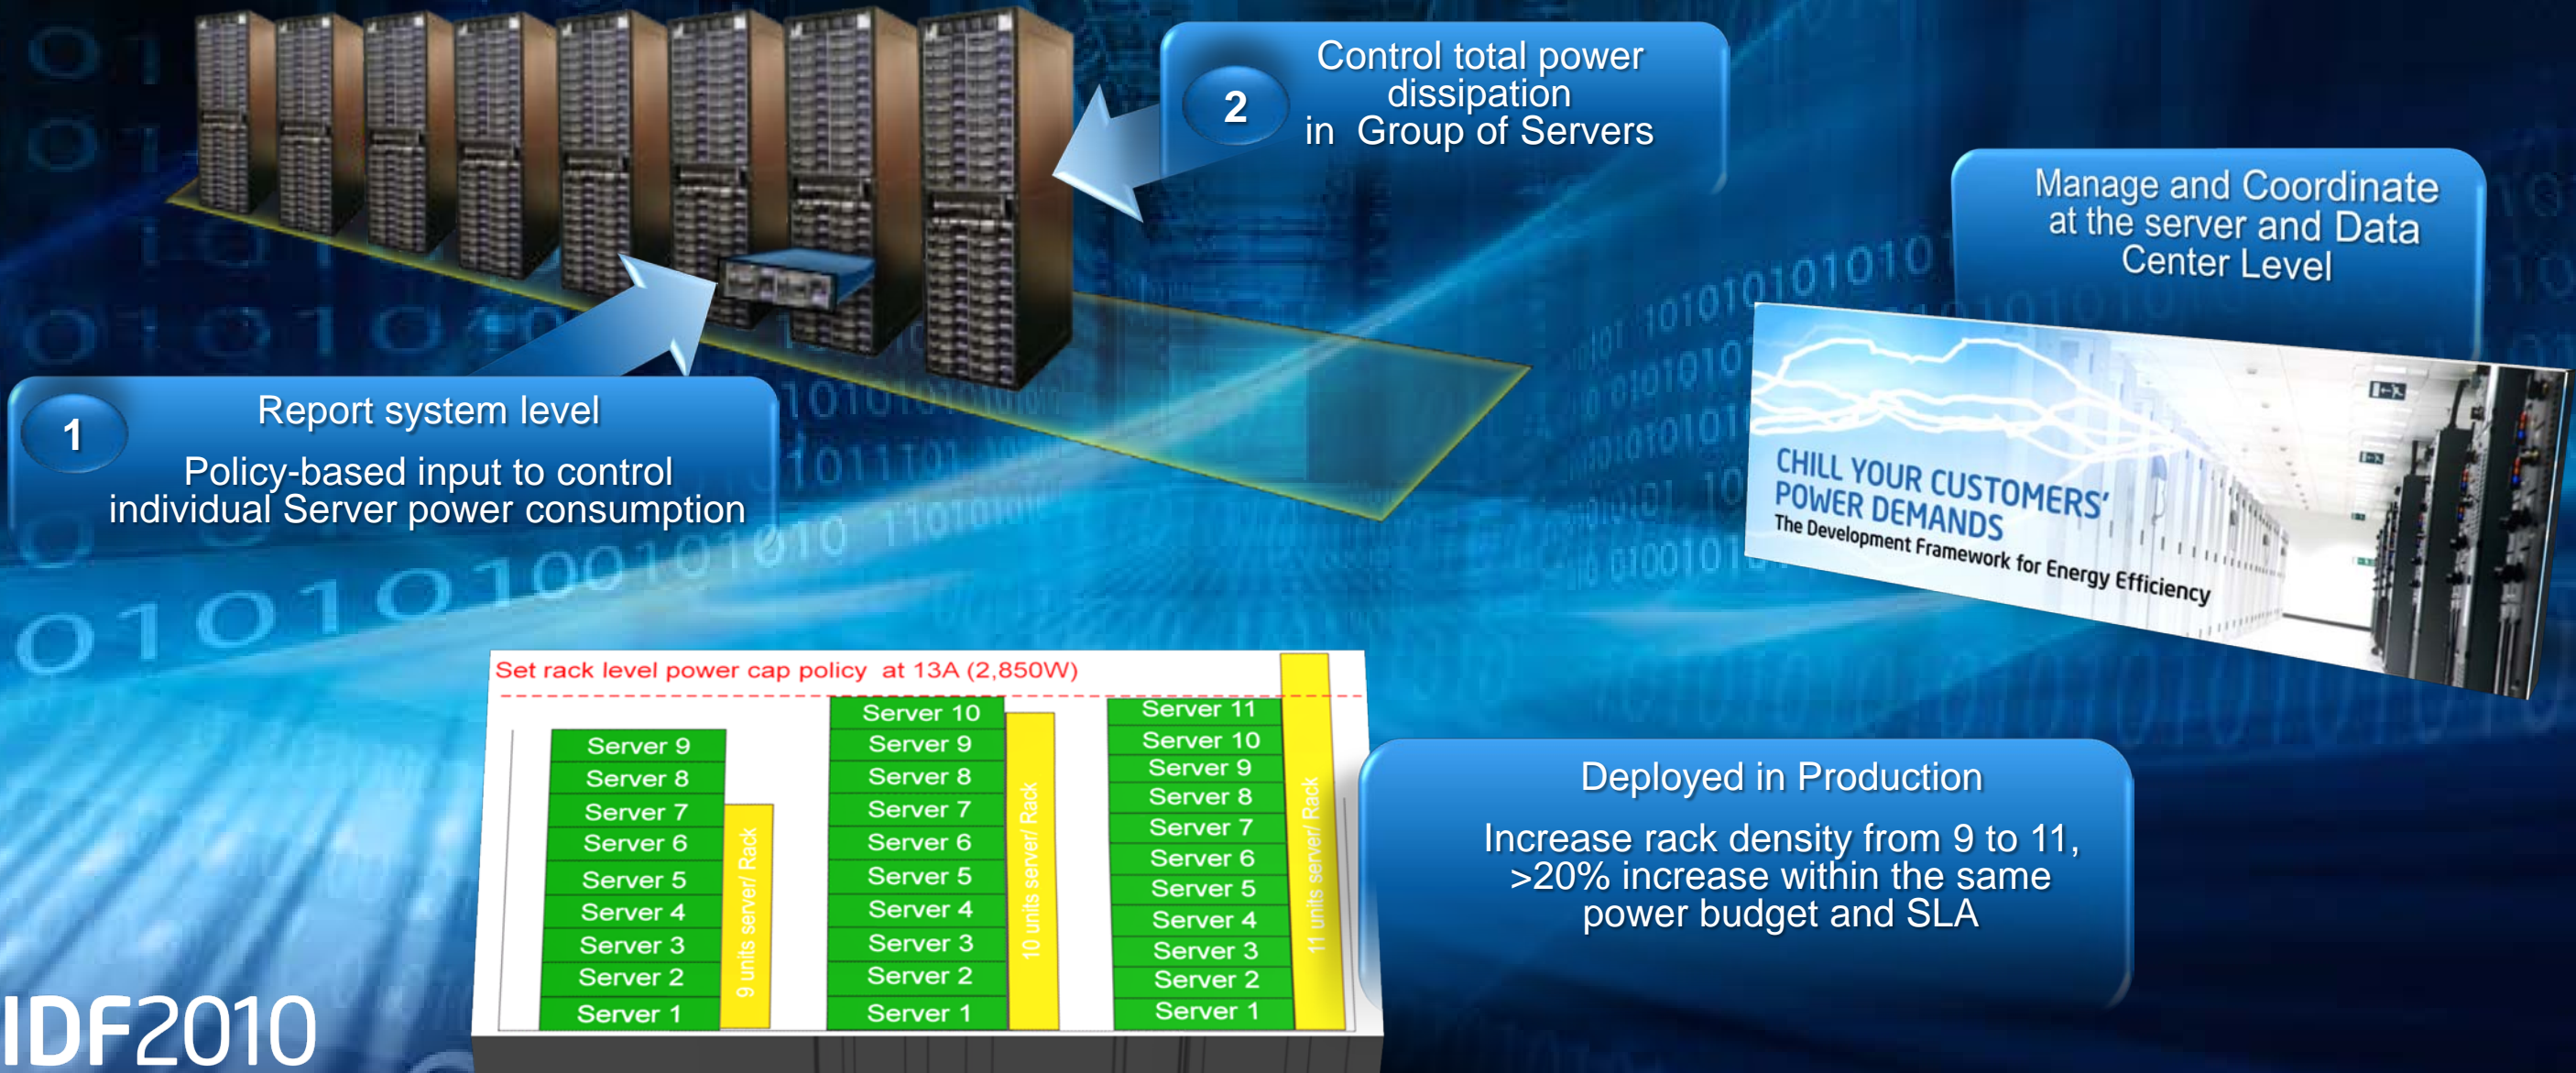 2
Control total power
dissipation
in Group of Servers
Manage and Coordinate
at the server and Data
Center Level
1
Report system level
Policy-based input to control
individual Server power consumption
CHILL YOUR CUSTOMERS'
POWER DEMANDS
The Development Framework for Energy Efficiency
Set rack level power cap policy at 13A (2,850W)
Server 9
Server 8
Server 7
Server 6
Server 5
Server 4
Server 3
Server 2
Server 1
9 units server/ Rack
Server 10
Server 9
Server 8
Server 7
Server 6
Server 5
Server 4
Server 3
Server 2
Server 1
10 units server/ Rack
Server 11
Server 10
Server 9
Server 8
Server 7
Server 6
Server 5
Server 4
Server 3
Server 2
Server 1
11 units server/ Rack
Deployed in Production
Increase rack density from 9 to 11,
>20% increase within the same
power budget and SLA
IDF2010